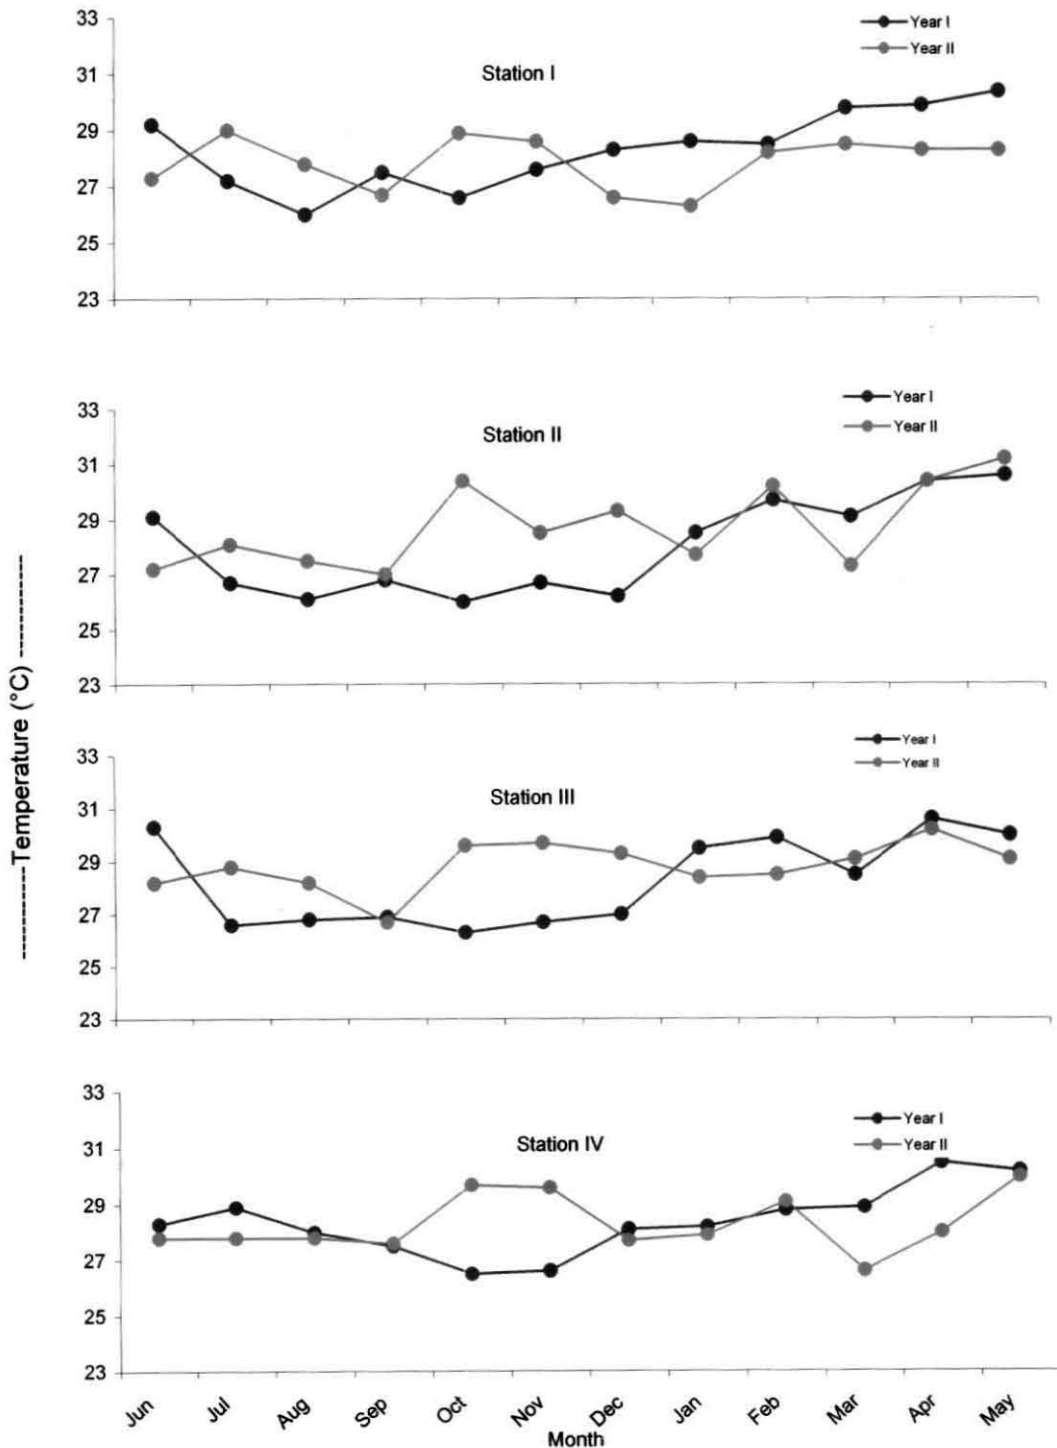 33
Year I
Year II
Station I
31
29
27
25
23
Year I
33
Year II
Station II
31
29
27
25
23
Year I
33
Year II
Station III
31
29
27
25
23
33
Year I
Station IV
Year II
31
29
27
25
23
----------Temperature (°C) ------------
Jun Jul Aug Sep Oct Nov Dec Jan Feb Mar Apr May
Month